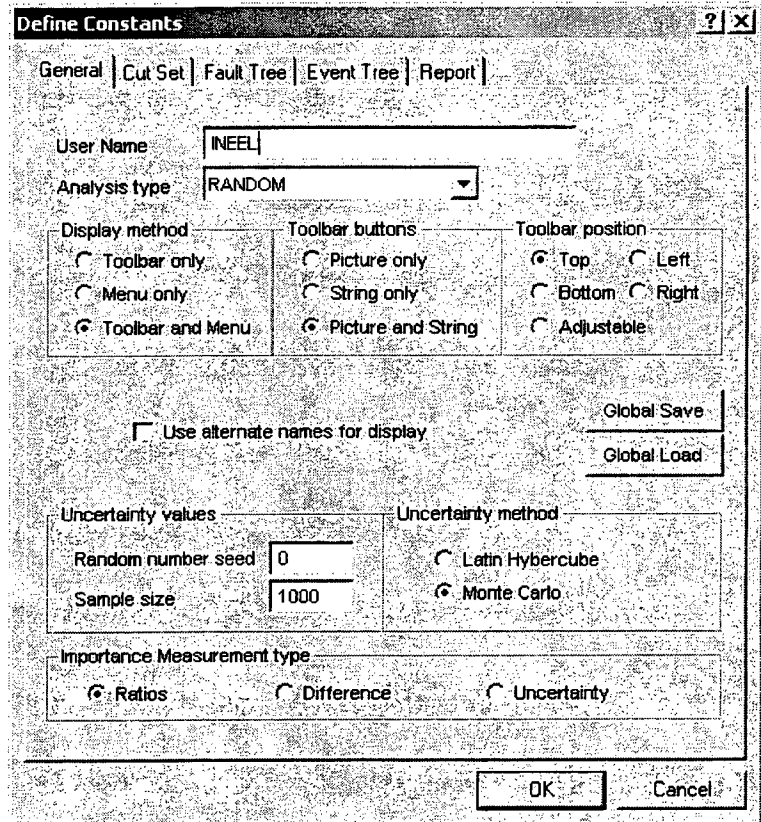 Define Constants
General Cut Set Fault Tree Event Tree Report
User Name INEEL
Analysis type RANDOM
Display method Toolbar buttons Toolbar position
Toolbar only Picture only Top Left
Menu only String only Bottom Right
Toolbar and Menu Picture and String Adjustable
Use alternate names for display
Global Save
Global Load
Uncertainty values Uncertainty method
Random number seed 0 Latin Hybercube
Sample size 1000 Monte Carlo
Importance Measurement type
Ratios Difference Uncertainty
OK Cancel